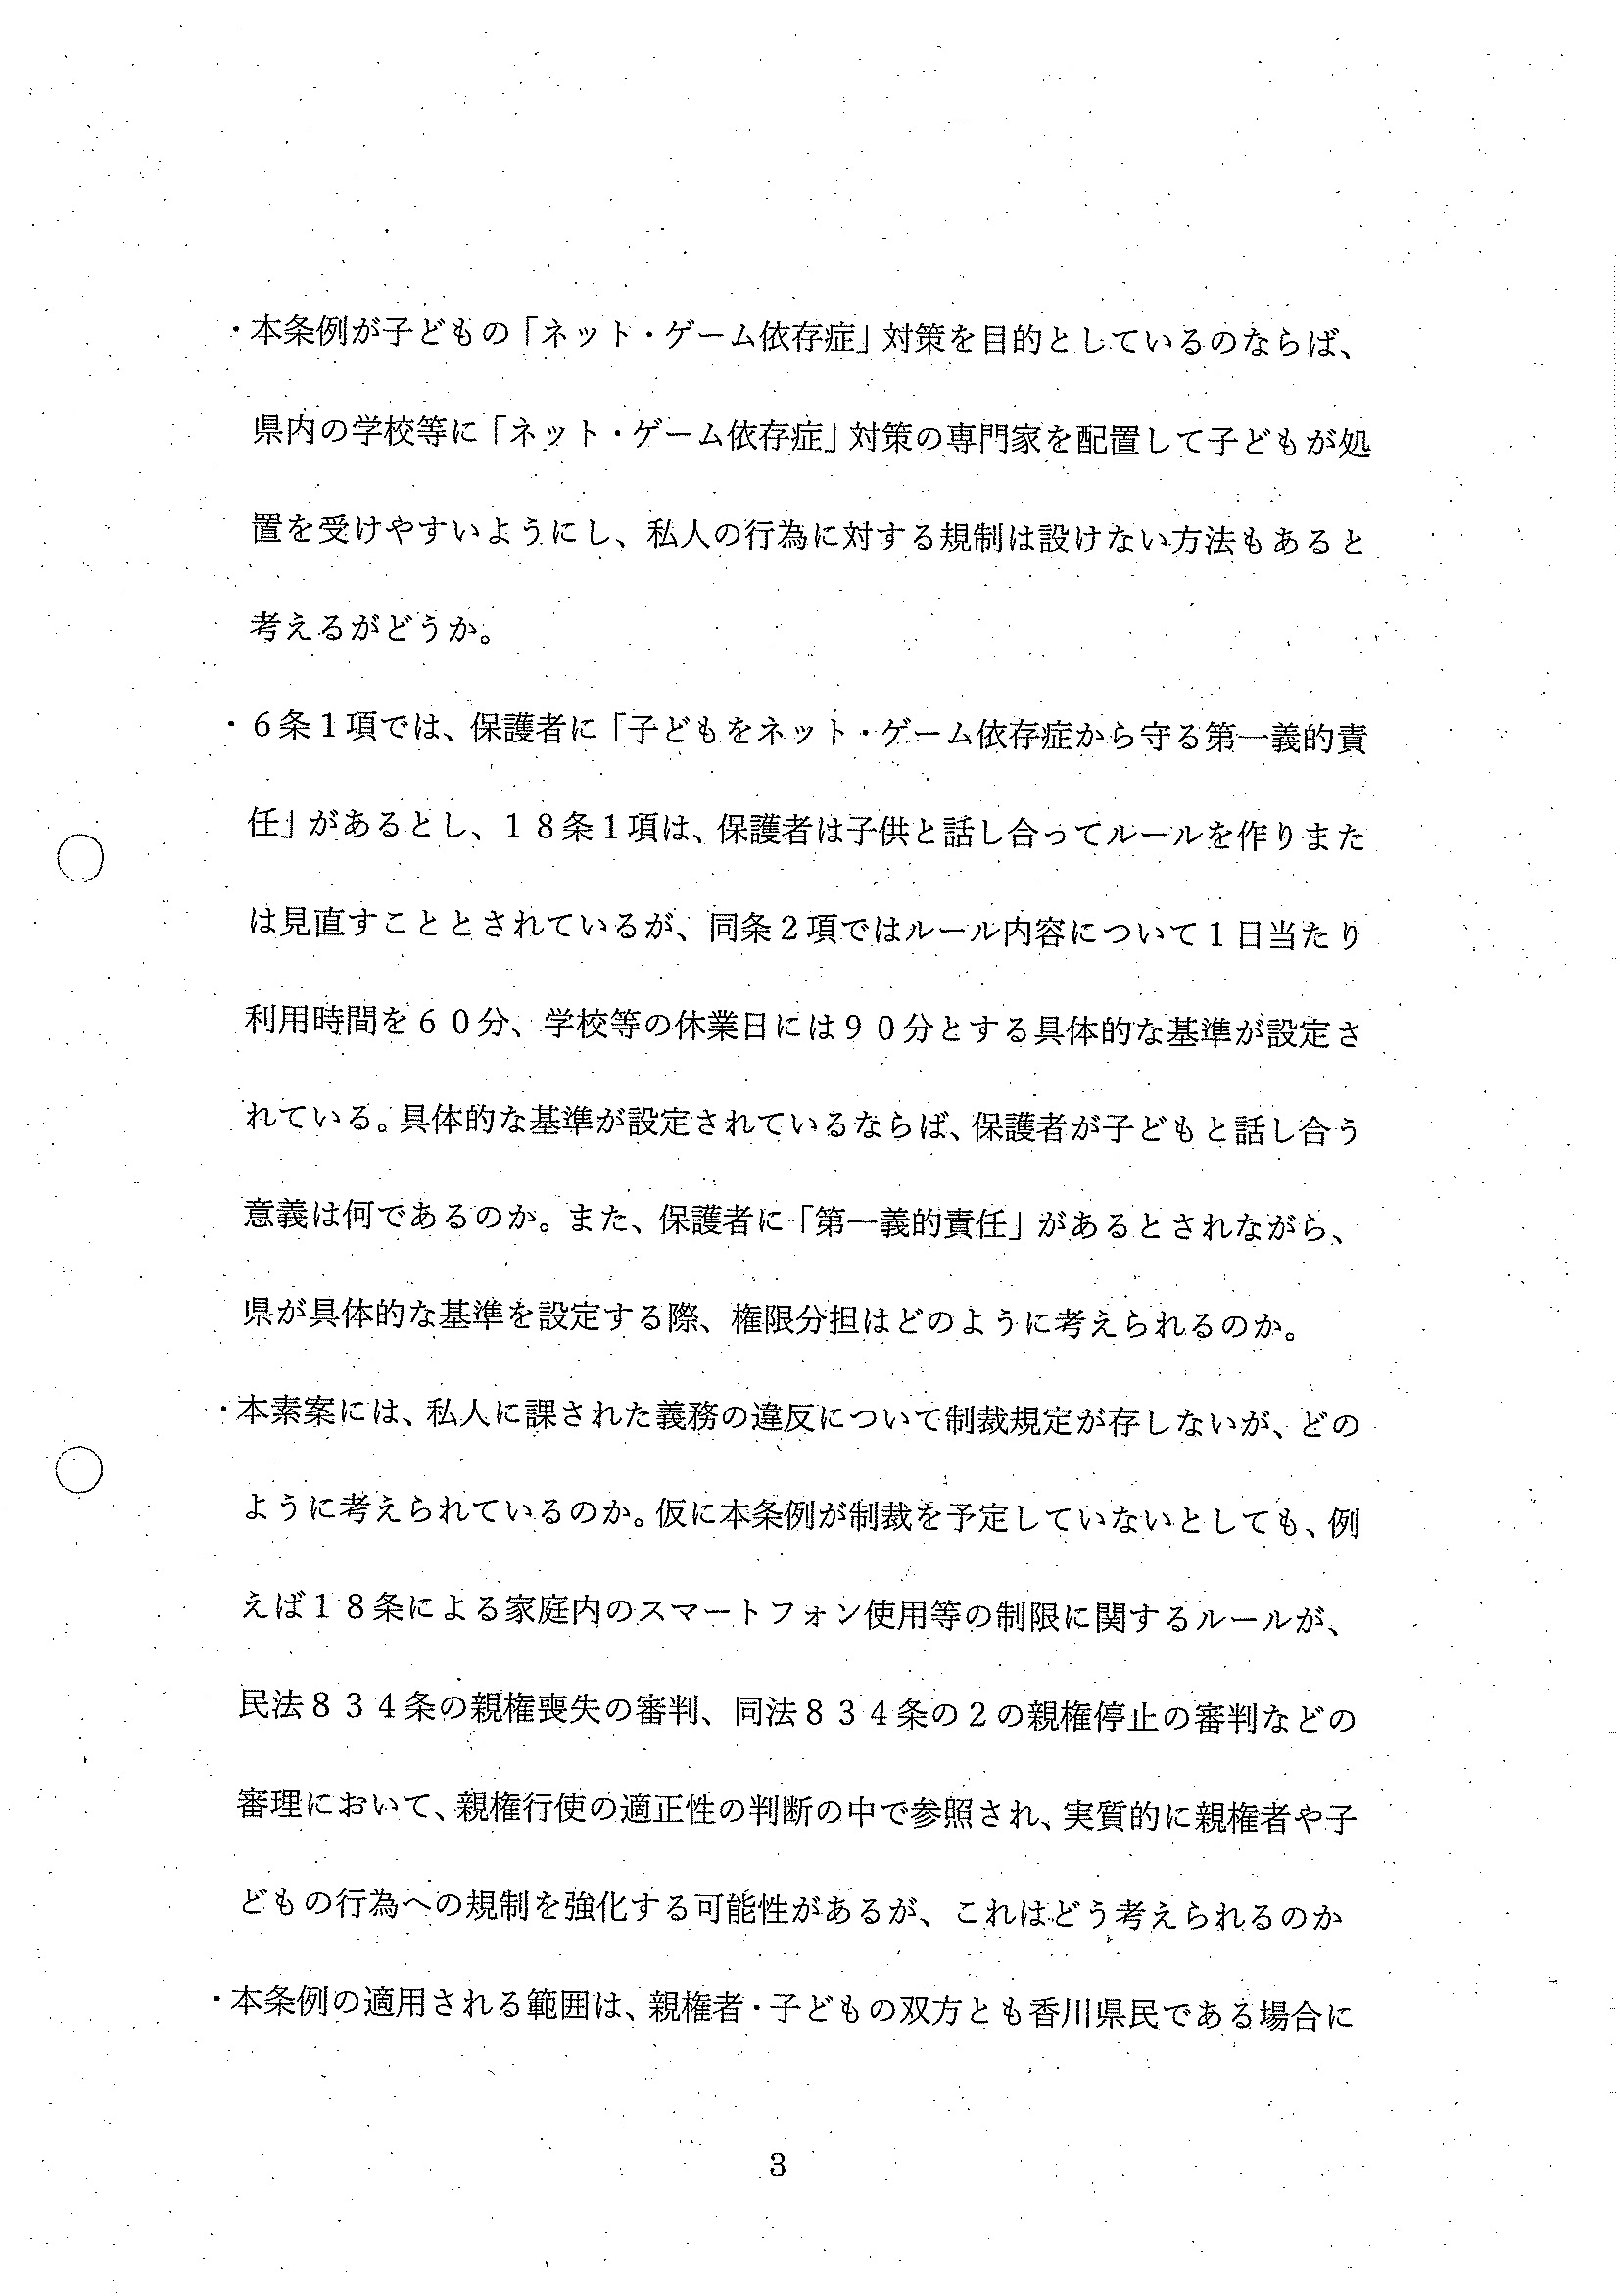 ・本条例が子どもの「ネット・ゲーム依存症」対策を目的としているのならば、
県内の学校等に「ネット・ゲーム依存症」対策の専門家を配置して子どもが処
置を受けやすいようにし、私人の行為に対する規制は設けない方法もあると
考えるがどうか。
・６条１項では、保護者に「子どもをネット・ゲーム依存症から守る第一義的責
任」があるとし、１８条１項は、保護者は子供と話し合ってルールを作りまた
は見直すこととされているが、同条２項ではルール内容について１日当たり
利用時間を６０分、学校等の休業日には９０分とする具体的な基準が設定さ
れている。具体的な基準が設定されているならば、保護者が子どもと話し合う
意義は何であるのか。また、保護者に「第一義的責任」があるとされながら、
県が具体的な基準を設定する際、権限分担はどのように考えられるのか。
・本素案には、私人に課された義務の違反について制裁規定が存しないが、どの
ように考えられているのか。仮に本条例が制裁を予定していないとしても、例
えば１８条による家庭内のスマートフォン使用等の制限に関するルールが、
民法８３４条の親権喪失の審判、同法８３４条の２の親権停止の審判などの
審理において、親権行使の適正性の判断の中で参照され、実質的に親権者や子
どもの行為への規制を強化する可能性があるが、これはどう考えられるのか
・本条例の適用される範囲は、親権者・子どもの双方とも香川県民である場合に
3